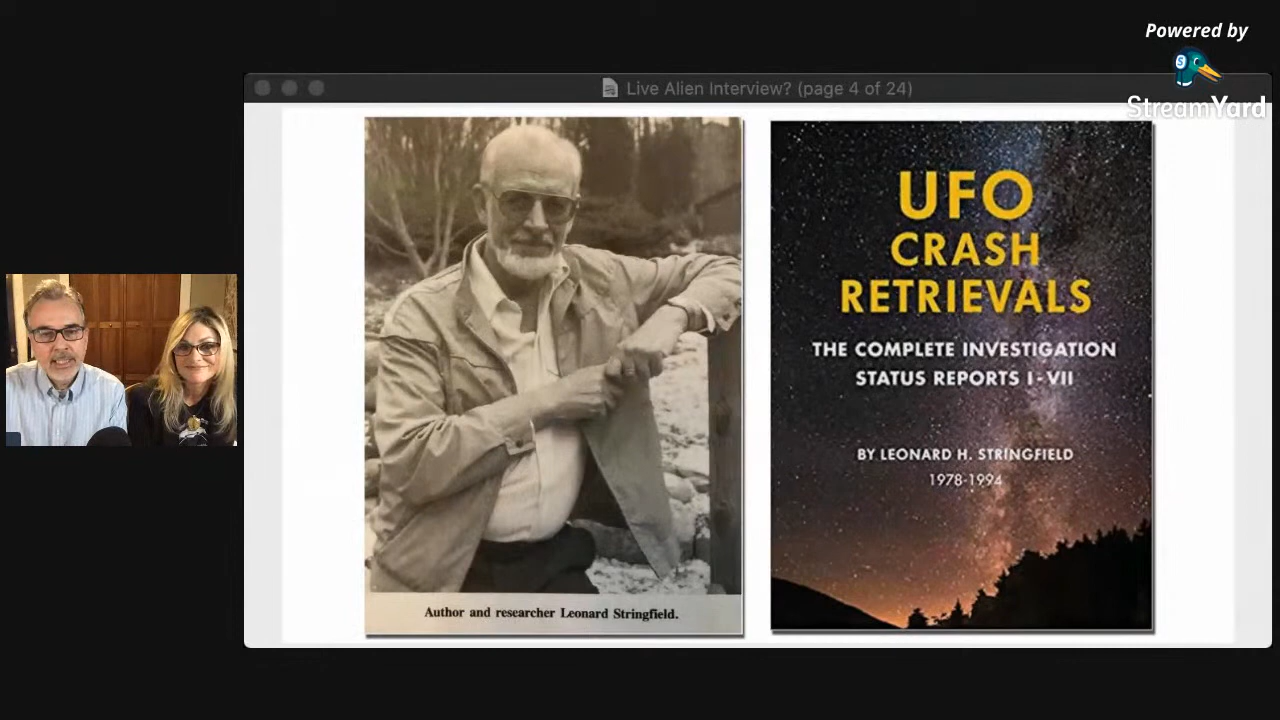 Powered by
StreamYard
Live Alien Interview? (page 4 of 24)
Author and researcher Leonard Stringfield.
UFO
CRASH
RETRIEVALS
THE COMPLETE INVESTIGATION
STATUS REPORTS I - VII
BY LEONARD H. STRINGFIELD
1978-1994